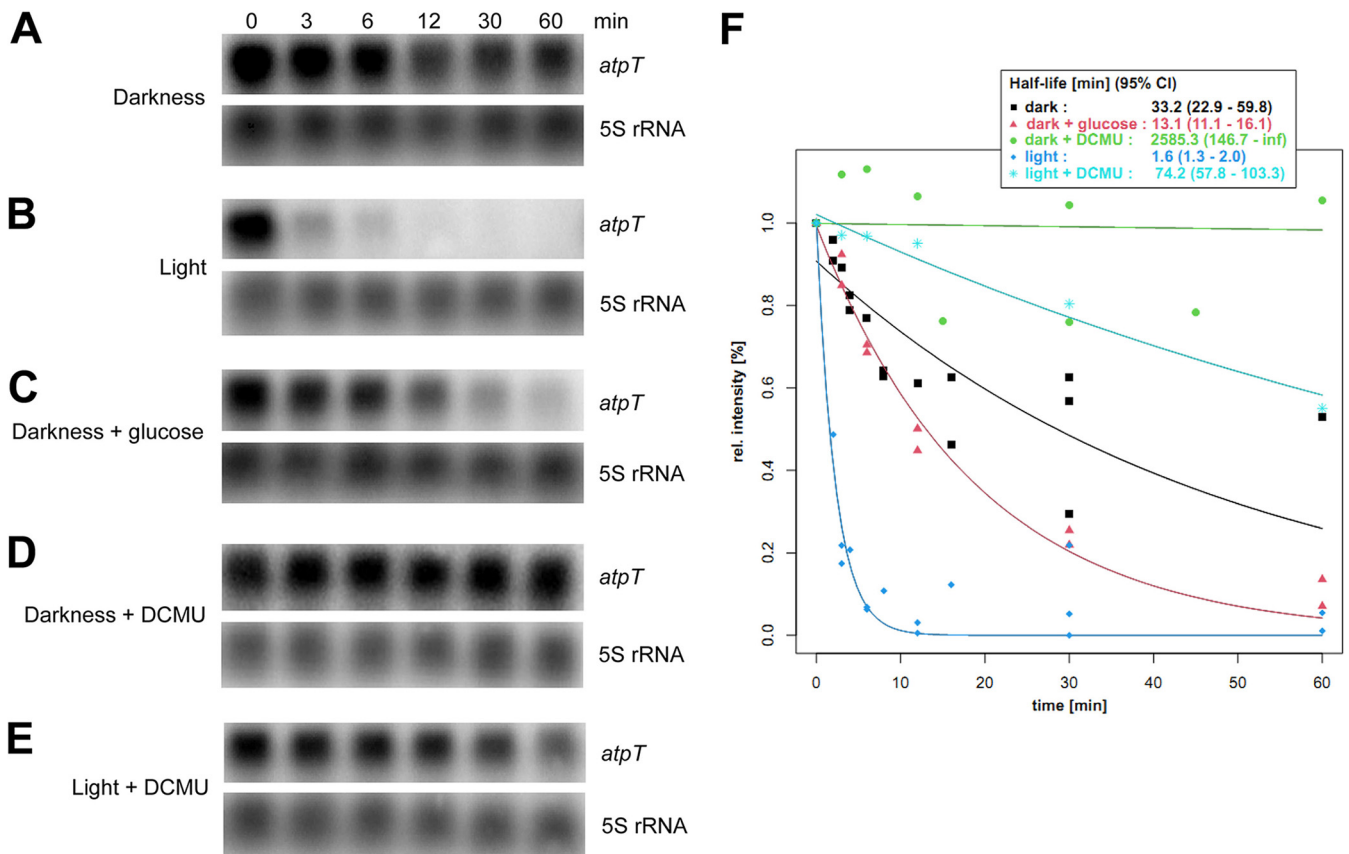 A
0 3 6 12 30 60 min
atpT
Darkness
5S rRNA
B
atpT
Light
5S rRNA
C
atpT
Darkness + glucose
5S rRNA
D
atpT
Darkness + DCMU
5S rRNA
E
atpT
Light + DCMU
5S rRNA
F
Half-life [min] (95% CI)
dark : 33.2 (22.9 - 59.8)
dark + glucose : 13.1 (11.1 - 16.1)
dark + DCMU : 2585.3 (146.7 - inf)
light : 1.6 (1.3 - 2.0)
light + DCMU : 74.2 (57.8 - 103.3)
rel. intensity [%]
1.0
0.8
0.6
0.4
0.2
0.0
0 10 20 30 40 50 60
time [min]